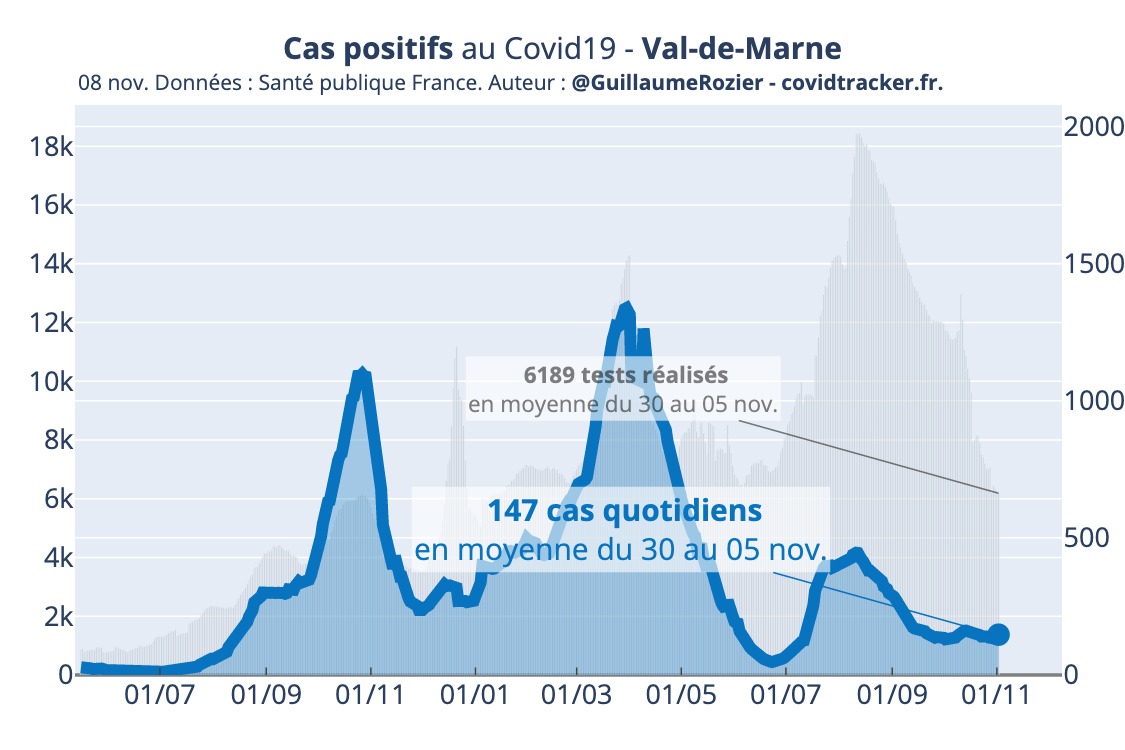 Cas positifs au Covid19 - Val-de-Marne
08 nov. Données : Santé publique France. Auteur : @GuillaumeRozier - covidtracker.fr.
18k
16k
14k
12k
10k
8k
6k
4k
2k
0
2000
1500
1000
500
0
6189 tests réalisés
en moyenne du 30 au 05 nov.
147 cas quotidiens
en moyenne du 30 au 05 nov.
01/07 01/09 01/11 01/01 01/03 01/05 01/07 01/09 01/11